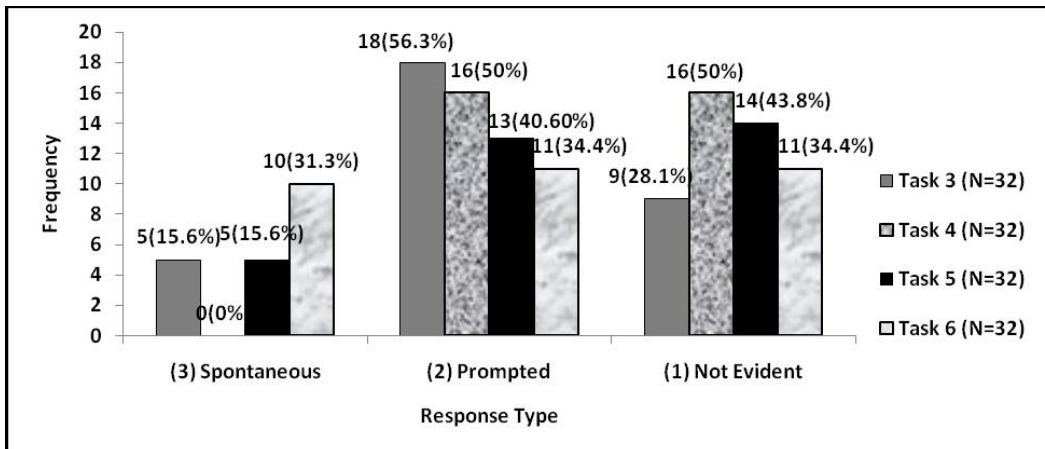 20
18
16
14
12
10
8
6
4
2
0
Frequency
5(15.6%)
0(0%
5(15.6%)
10(31.3%)
18(56.3%)
16(50%)
13(40.60%)
11(34.4%)
9(28.1%)
16(50%)
14(43.8%)
11(34.4%)
(3) Spontaneous
(2) Prompted
(1) Not Evident
Response Type
Task 3 (N=32)
Task 4 (N=32)
Task 5 (N=32)
Task 6 (N=32)